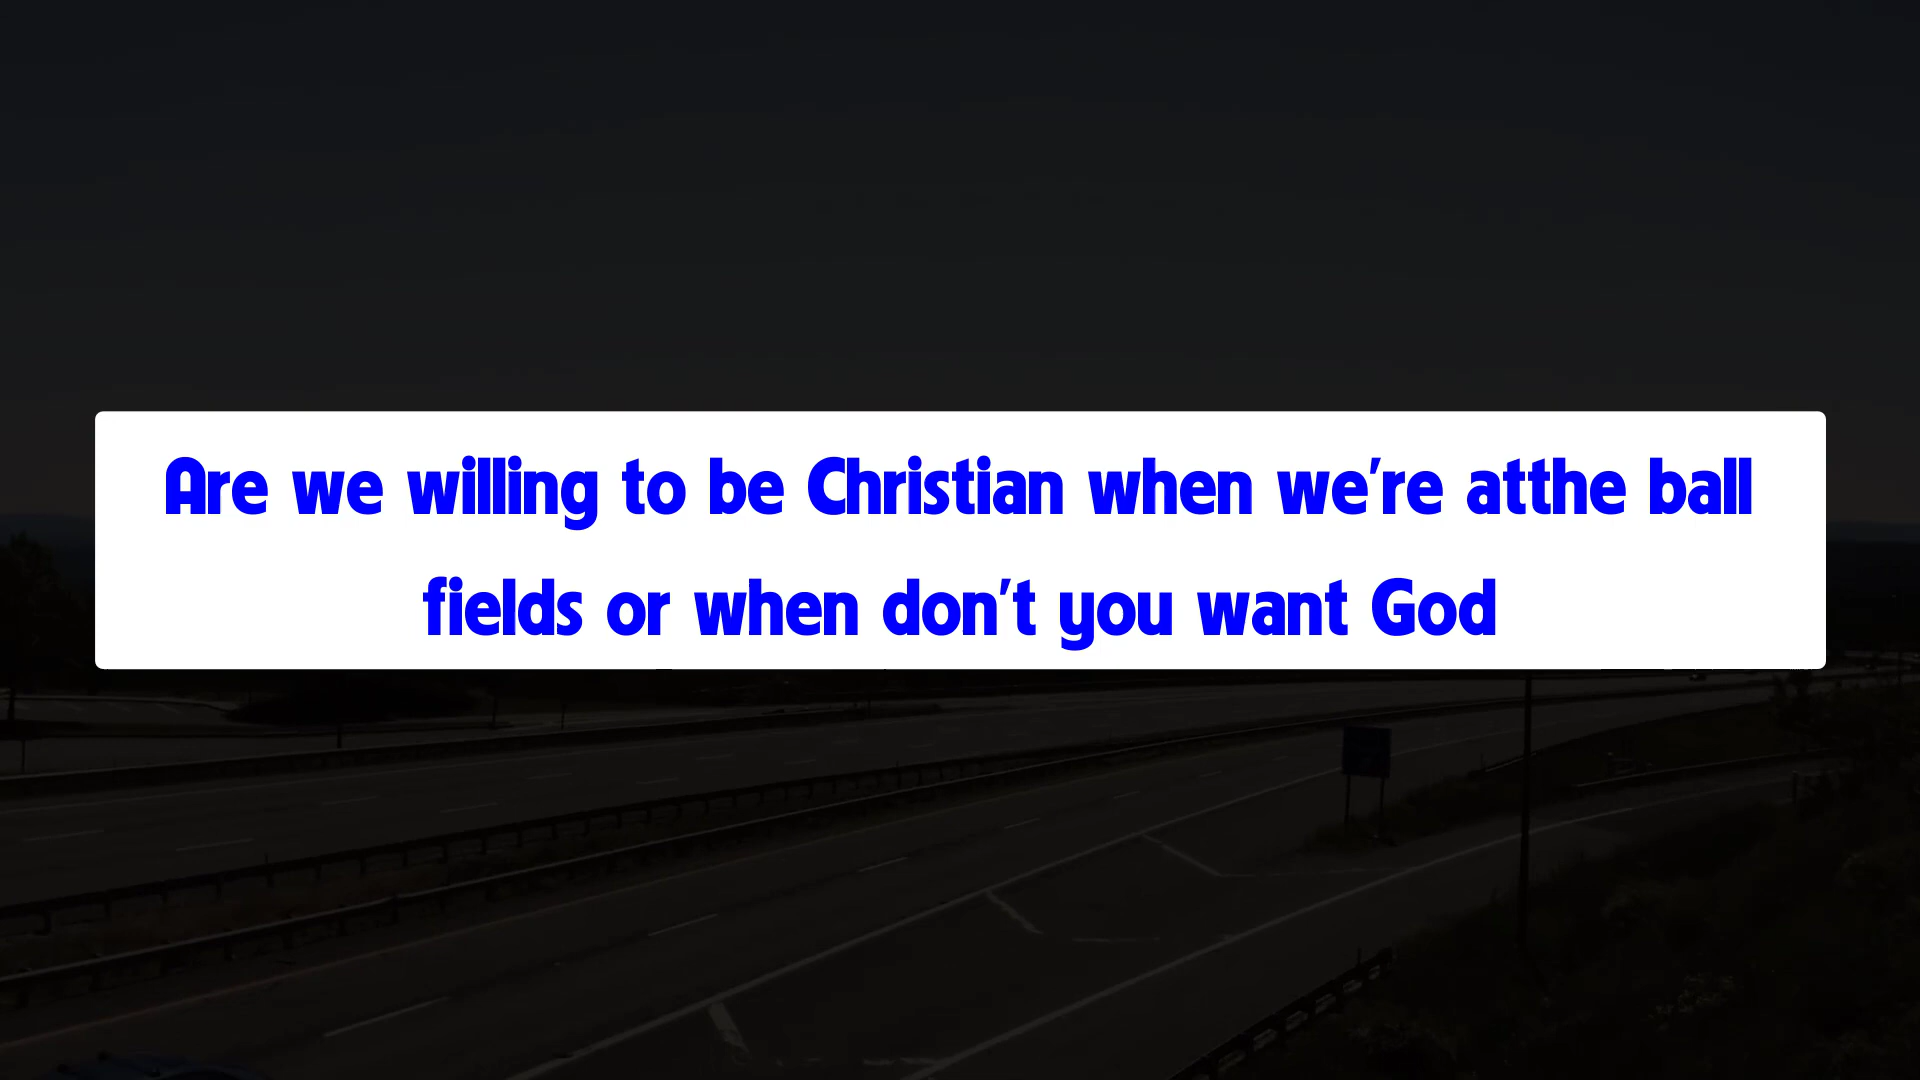 Are we willing to be Christian when we're atthe ball
fields or when don't you want God